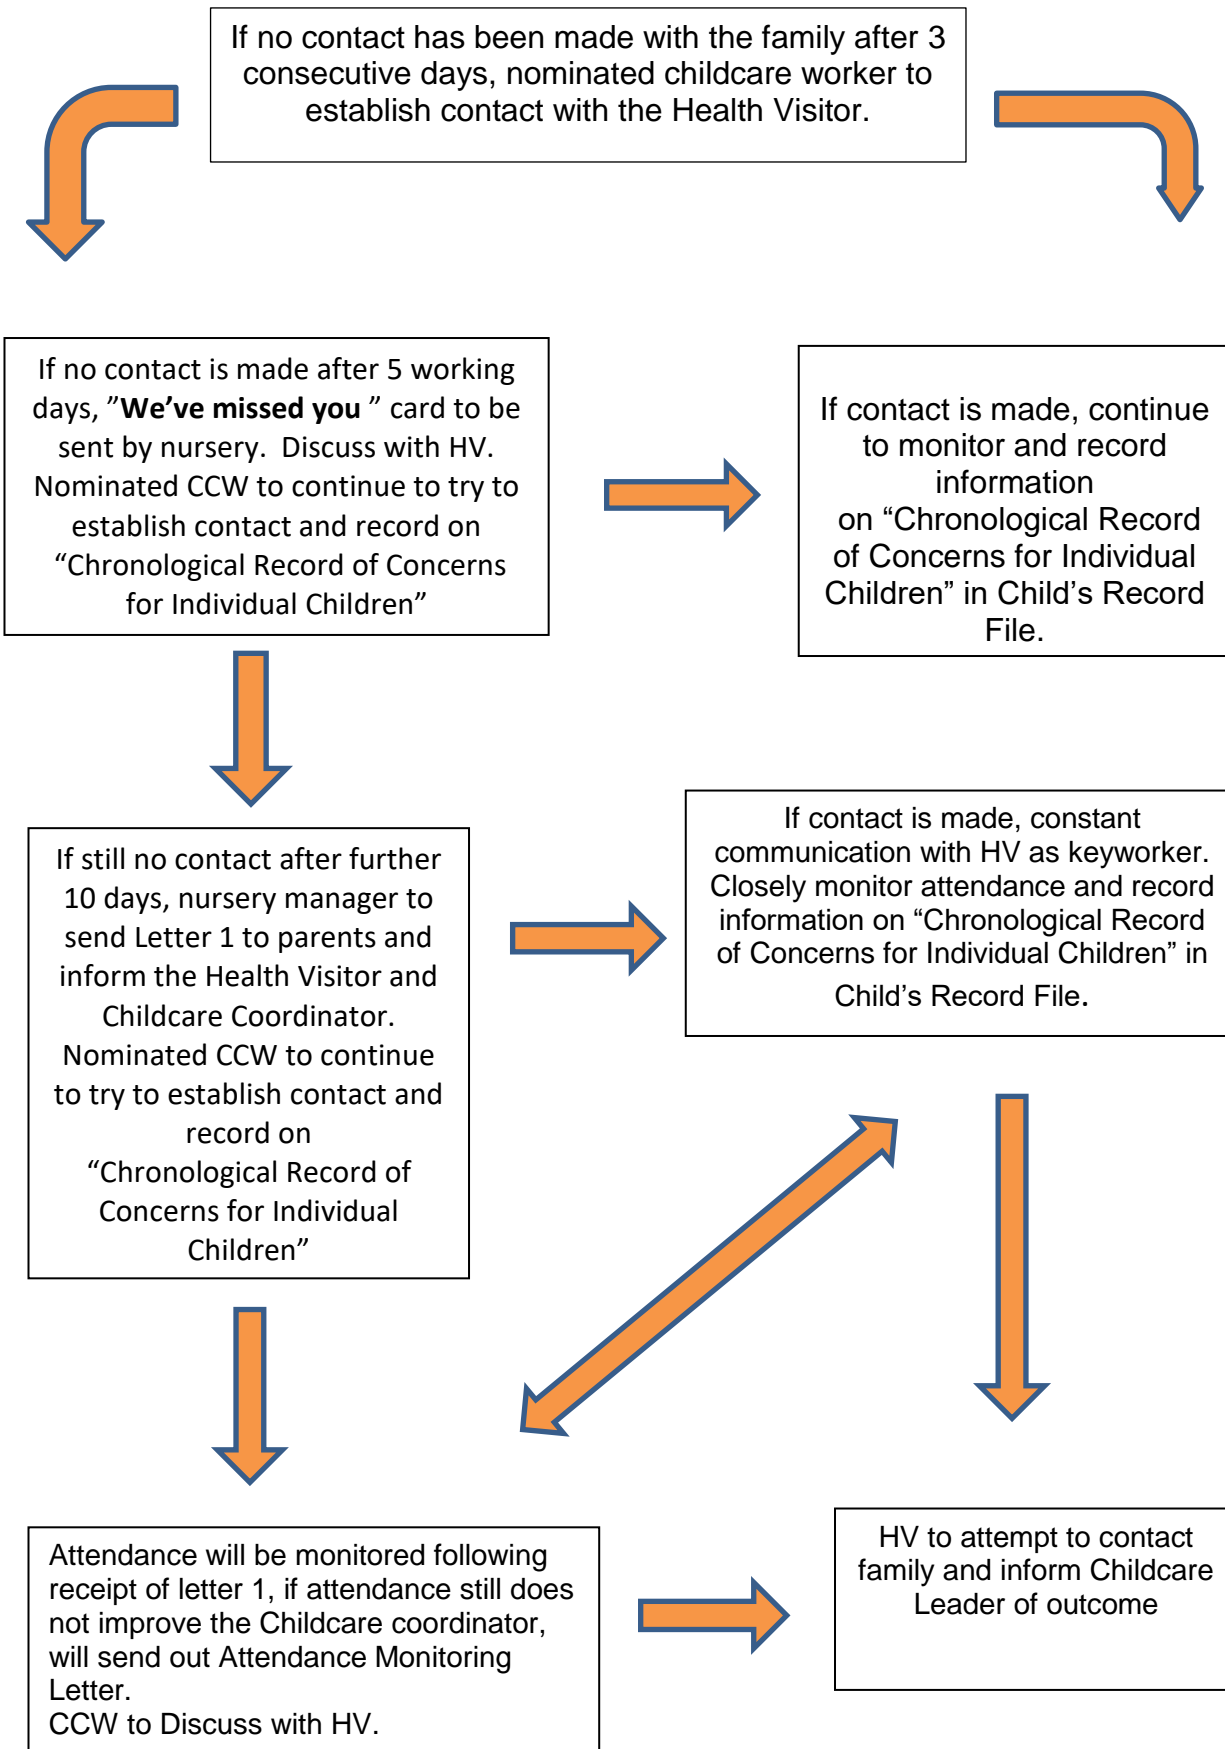 If no contact has been made with the family after 3
consecutive days, nominated childcare worker to
establish contact with the Health Visitor.
If no contact is made after 5 working
days, ”We’ve missed you ” card to be
sent by nursery.  Discuss with HV.
Nominated CCW to continue to try to
establish contact and record on
“Chronological Record of Concerns
for Individual Children”
If contact is made, continue
to monitor and record
information
on “Chronological Record
of Concerns for Individual
Children” in Child’s Record
File.
If still no contact after further
10 days, nursery manager to
send Letter 1 to parents and
inform the Health Visitor and
Childcare Coordinator.
Nominated CCW to continue
to try to establish contact and
record on
“Chronological Record of
Concerns for Individual
Children”
If contact is made, constant
communication with HV as keyworker.
Closely monitor attendance and record
information on “Chronological Record
of Concerns for Individual Children” in
Child’s Record File.
Attendance will be monitored following
receipt of letter 1, if attendance still does
not improve the Childcare coordinator,
will send out Attendance Monitoring
Letter.
CCW to Discuss with HV.
HV to attempt to contact
family and inform Childcare
Leader of outcome